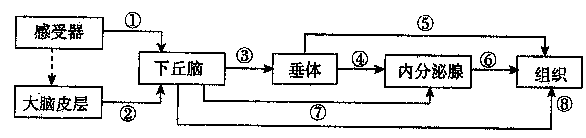 感受器
①
⑤
下丘脑
③
垂体
④
内分泌腺
⑥
组织
大脑皮层
②
⑦
⑧